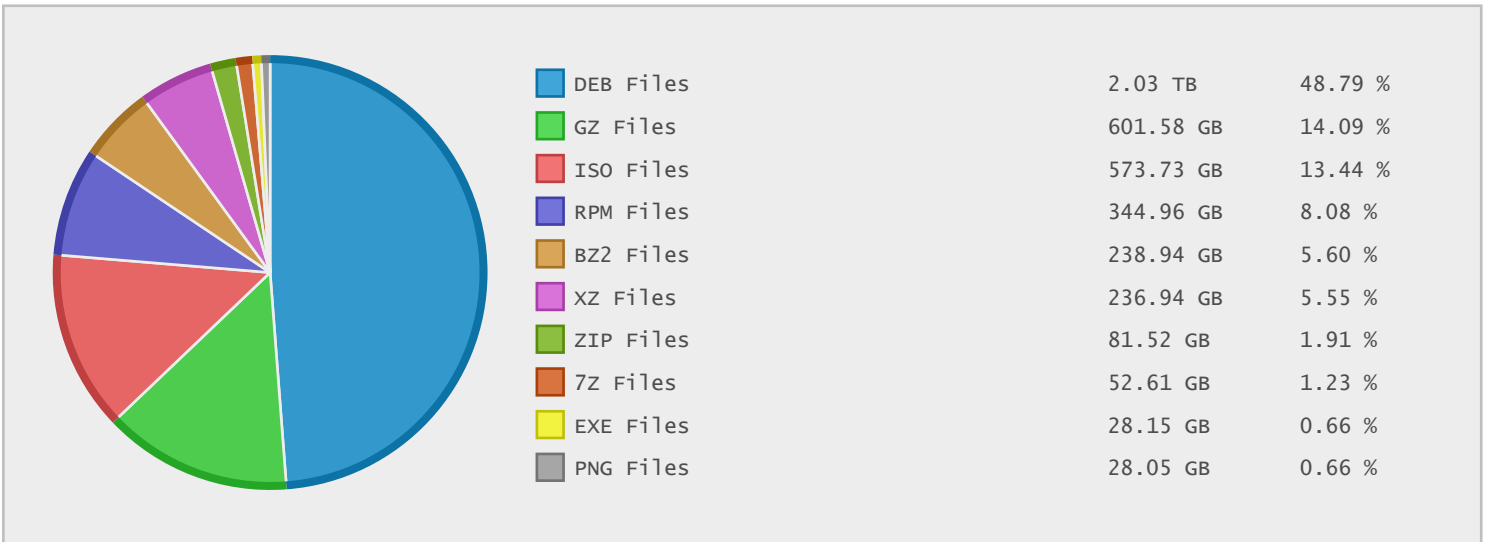 DEB Files 2.03 TB 48.79 %
GZ Files 601.58 GB 14.09 %
ISO Files 573.73 GB 13.44 %
RPM Files 344.96 GB 8.08 %
BZ2 Files 238.94 GB 5.60 %
XZ Files 236.94 GB 5.55 %
ZIP Files 81.52 GB 1.91 %
7Z Files 52.61 GB 1.23 %
EXE Files 28.15 GB 0.66 %
PNG Files 28.05 GB 0.66 %